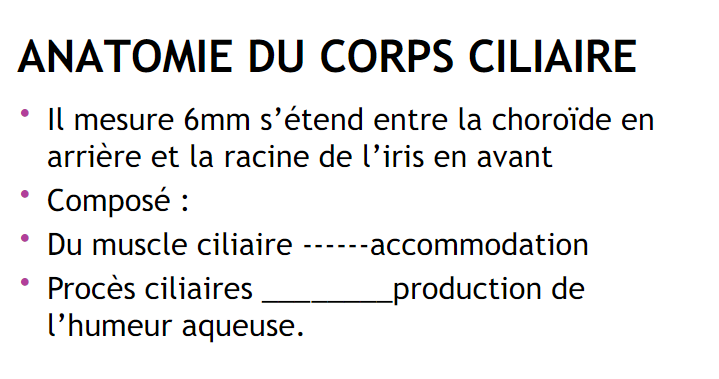 ANATOMIE DU CORPS CILIAIRE
• Il mesure 6mm s’étend entre la choroïde en
arrière et la racine de l’iris en avant
• Composé :
• Du muscle ciliaire ------accommodation
• Procès ciliaires ________production de
l’humeur aqueuse.